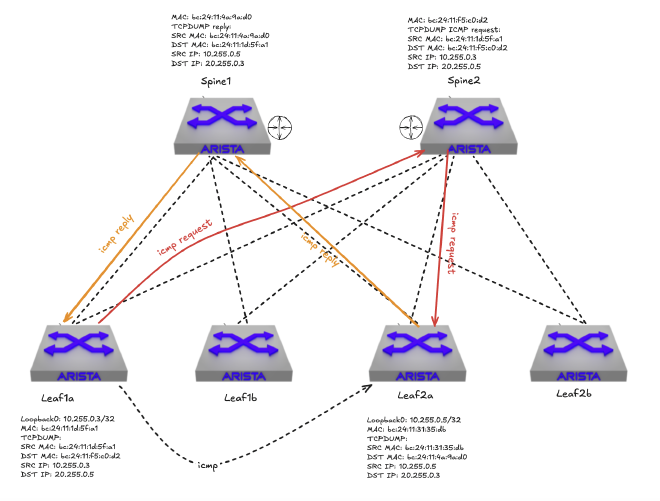 MAC: bc:24:11:4a:9a:d0
TCPDUMP reply:
SRC MAC: bc:24:11:4a:9a:d0
DST MAC: bc:24:11:1d:5f:a1
SRC IP: 10.255.0.5
DST IP: 20.255.0.3
Spine1
MAC: bc:24:11:f5:c0:d2
TCPDUMP ICMP request:
SRC MAC: bc:24:11:1d:5f:a1
DST MAC: bc:24:11:f5:c0:d2
SRC IP: 10.255.0.3
DST IP: 20.255.0.5
Spine2
ARISTA
ARISTA
icmp reply
icmp request
icmp reply
icmp request
ARISTA
ARISTA
ARISTA
ARISTA
Leaf1a
Leaf1b
Leaf2a
Leaf2b
Loopback0: 10.255.0.3/32
MAC: bc:24:11:1d:5f:a1
TCPDUMP:
SRC MAC: bc:24:11:1d:5f:a1
DST MAC: bc:24:11:f5:c0:d2
SRC IP: 10.255.0.3
DST IP: 20.255.0.5
icmp
Loopback0: 10.255.0.5/32
MAC: bc:24:11:31:35:db
TCPDUMP:
SRC MAC: bc:24:11:31:35:db
DST MAC: bc:24:11:4a:9a:d0
SRC IP: 10.255.0.5
DST IP: 20.255.0.3